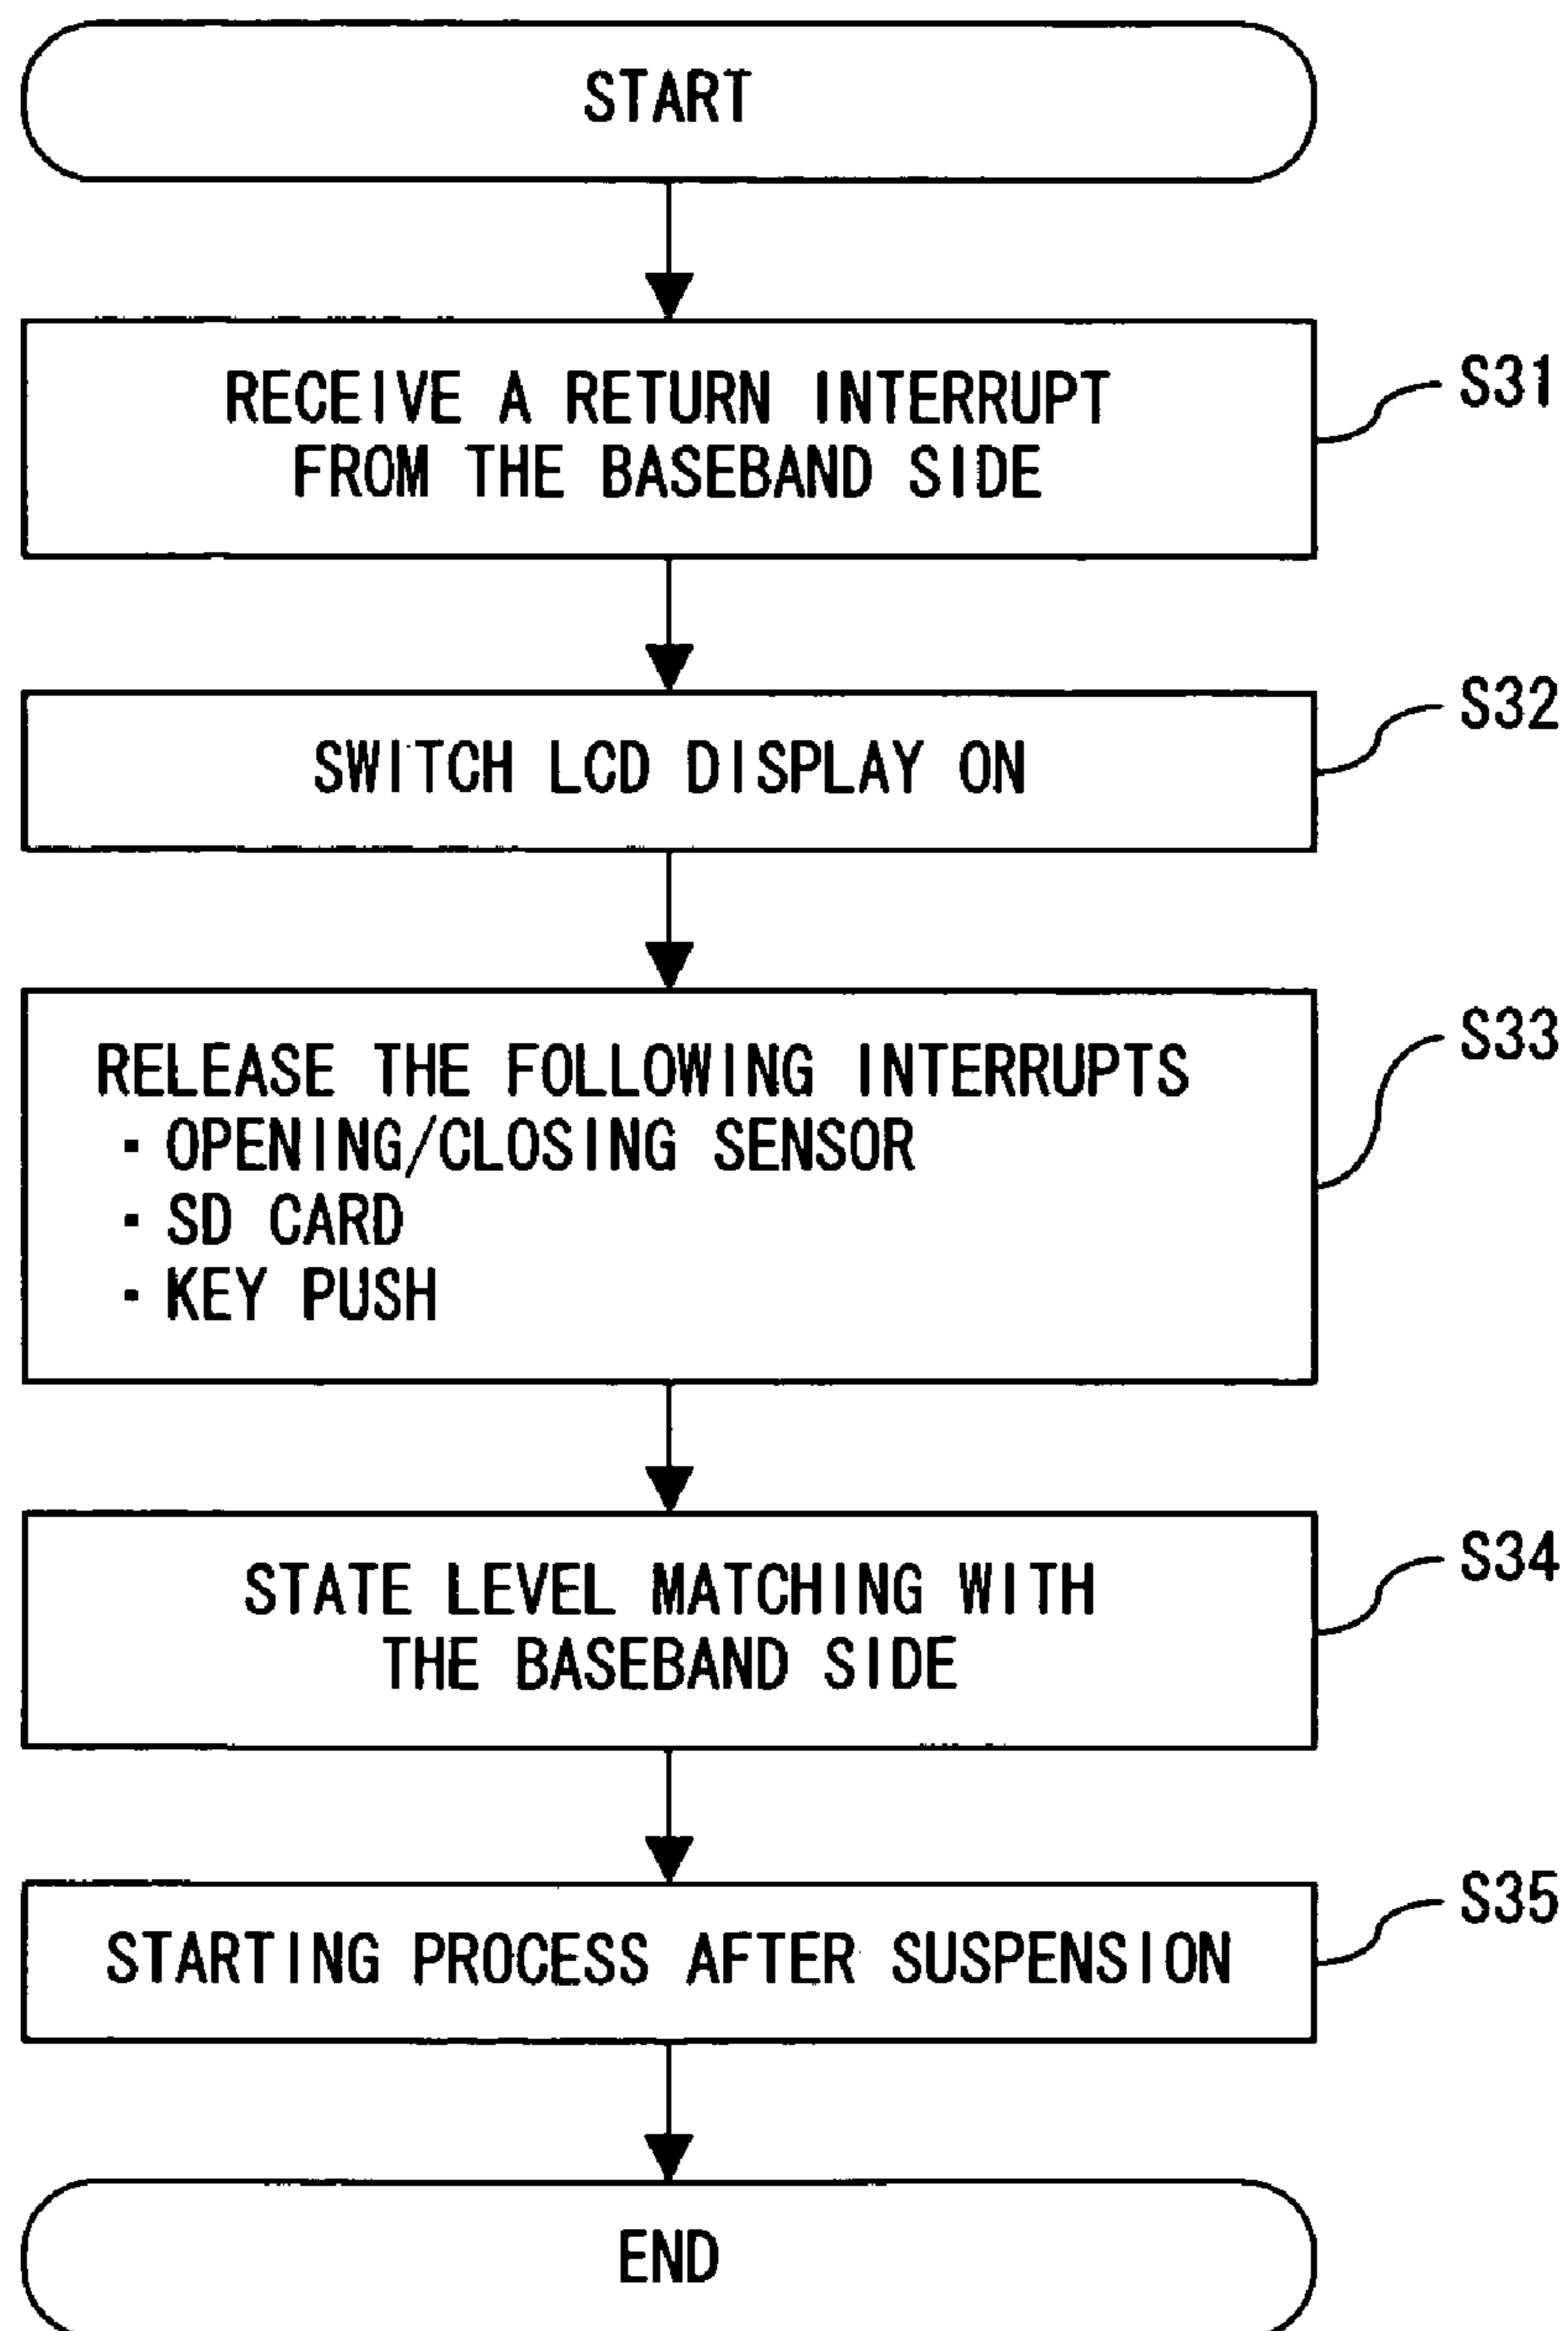 START
RECEIVE A RETURN INTERRUPT
FROM THE BASEBAND SIDE
S31
SWITCH LCD DISPLAY ON
S32
RELEASE THE FOLLOWING INTERRUPTS
▪ OPENING/CLOSING SENSOR
▪ SD CARD
▪ KEY PUSH
S33
STATE LEVEL MATCHING WITH
THE BASEBAND SIDE
S34
STARTING PROCESS AFTER SUSPENSION
S35
END